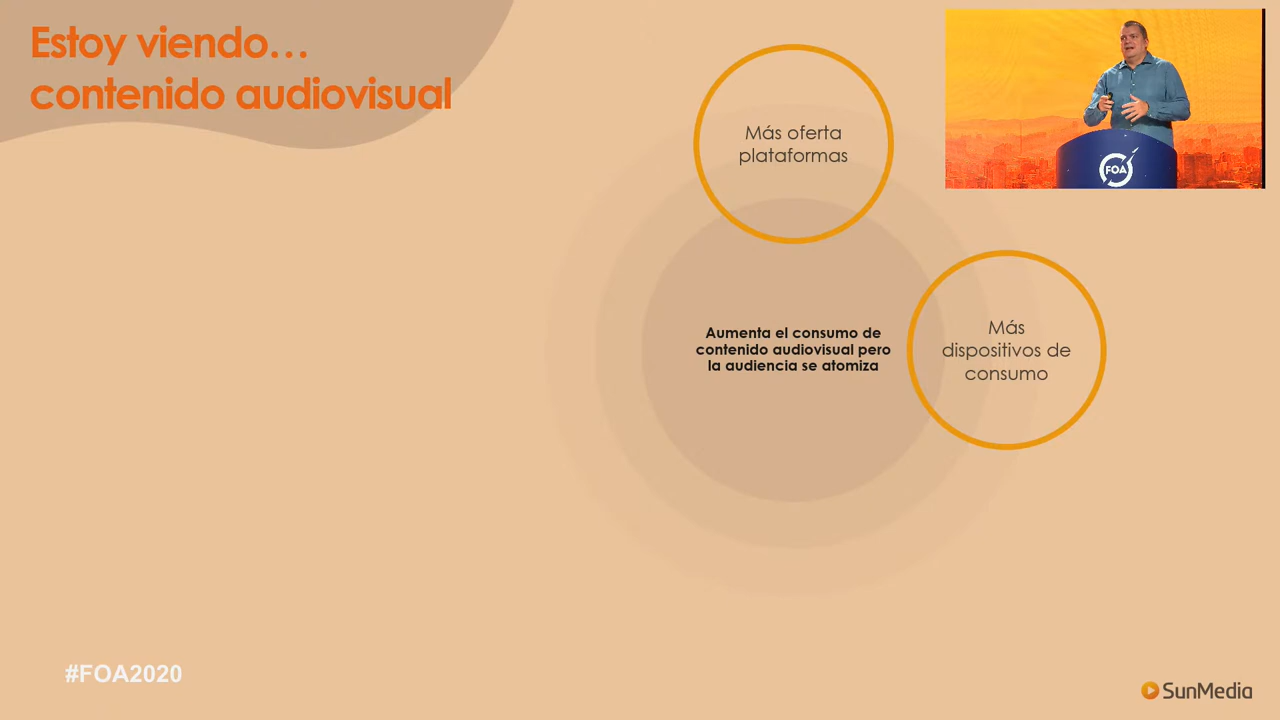 Estoy viendo…
contenido audiovisual
Más oferta
plataformas
FOA
Aumenta el consumo de
contenido audiovisual pero
la audiencia se atomiza
Más
dispositivos de
consumo
#FOA2020
SunMedia